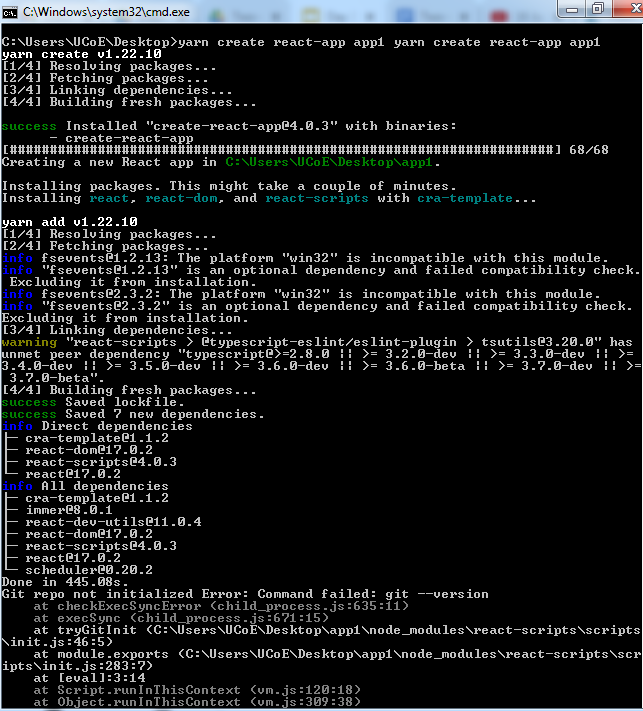 C:\Windows\system32\cmd.exe
C:\Users\UCoE\Desktop>yarn create react-app app1 yarn create react-app app1
yarn create v1.22.10
[1/4] Resolving packages...
[2/4] Fetching packages...
[3/4] Linking dependencies...
[4/4] Building fresh packages...
success Installed "create-react-app@4.0.3" with binaries:
- create-react-app
[####################################################################] 68/68
Creating a new React app in C:\Users\UCoE\Desktop\app1.
Installing packages. This might take a couple of minutes.
Installing react, react-dom, and react-scripts with cra-template...
yarn add v1.22.10
[1/4] Resolving packages...
[2/4] Fetching packages...
info fsevents@1.2.13: The platform "win32" is incompatible with this module.
info "fsevents@1.2.13" is an optional dependency and failed compatibility check.
Excluding it from installation.
info fsevents@2.3.2: The platform "win32" is incompatible with this module.
info "fsevents@2.3.2" is an optional dependency and failed compatibility check.
Excluding it from installation.
[3/4] Linking dependencies...
warning "react-scripts > @typescript-eslint/eslint-plugin > tsutils@3.20.0" has
unmet peer dependency "typescript@>=2.8.0 || >= 3.2.0-dev || >= 3.3.0-dev || >=
3.4.0-dev || >= 3.5.0-dev || >= 3.6.0-dev || >= 3.6.0-beta || >= 3.7.0-dev || >=
3.7.0-beta".
[4/4] Building fresh packages...
success Saved lockfile.
success Saved 7 new dependencies.
info Direct dependencies
├─ cra-template@1.1.2
├─ react-dom@17.0.2
├─ react-scripts@4.0.3
└─ react@17.0.2
info All dependencies
├─ cra-template@1.1.2
├─ immer@8.0.1
├─ react-dev-utils@11.0.4
├─ react-dom@17.0.2
├─ react-scripts@4.0.3
├─ react@17.0.2
└─ scheduler@0.20.2
Done in 445.08s.
Git repo not initialized Error: Command failed: git --version
at checkExecSyncError (child_process.js:635:11)
at execSync (child_process.js:671:15)
at tryGitInit (C:\Users\UCoE\Desktop\app1\node_modules\react-scripts\scripts
\init.js:46:5)
at module.exports (C:\Users\UCoE\Desktop\app1\node_modules\react-scripts\scr
ipts\init.js:283:7)
at [eval]:3:14
at Script.runInThisContext (vm.js:120:18)
at Object.runInThisContext (vm.js:309:38)